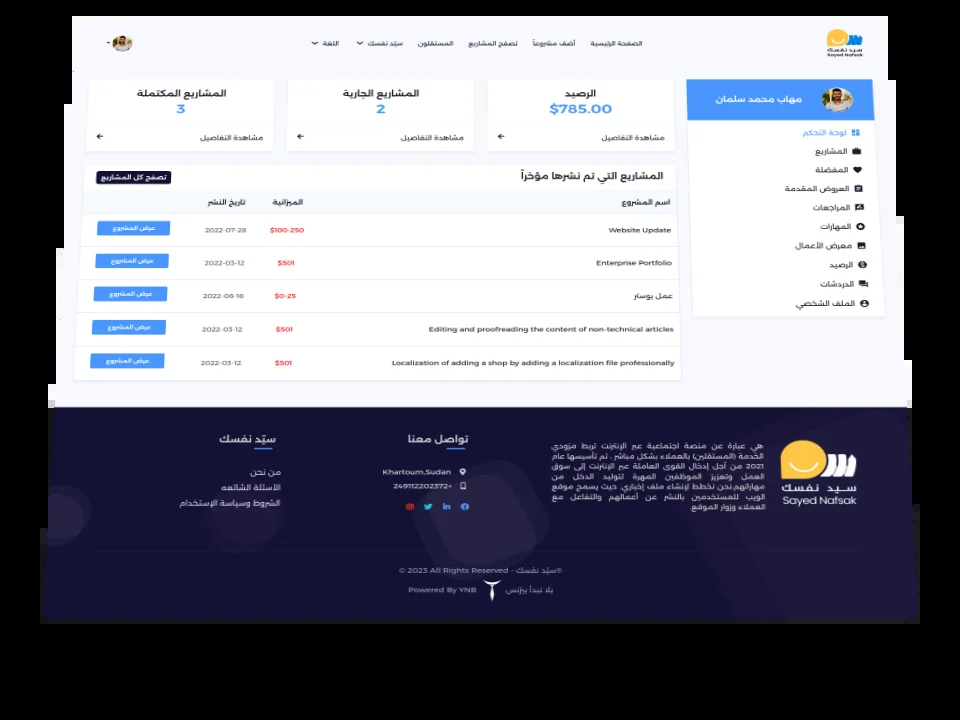 سيد نفسك
Sayed Nafsak
الصفحة الرئيسية
أضف مشروعاً
تصفح المشاريع
المستقلون
سيّد نفسك
اللغة
مهاب محمد سلمان
لوحة التحكم
المشاريع
المفضلة
العروض المقدمة
المراجعات
المهارات
معرض الأعمال
الرصيد
الدردشات
الملف الشخصي
الرصيد
$785.00
مشاهدة التفاصيل
المشاريع الجارية
2
مشاهدة التفاصيل
المشاريع المكتملة
3
مشاهدة التفاصيل
المشاريع التي تم نشرها مؤخراً
تصفح كل المشاريع
اسم المشروع الميزانية تاريخ النشر
Website Update $100-250 2022-07-28 عرض المشروع
Enterprise Portfolio $501 2022-03-12 عرض المشروع
عمل بوستر $0-25 2022-06-16 عرض المشروع
Editing and proofreading the content of non-technical articles $501 2022-03-12 عرض المشروع
Localization of adding a shop by adding a localization file professionally $501 2022-03-12 عرض المشروع
سيد نفسك
Sayed Nafsak
هي عبارة عن منصة اجتماعية عبر الإنترنت تربط مزودي
الخدمة (المستقلين) بالعملاء بشكل مباشر . تم تأسيسها عام
2021 من أجل إدخال القوى العاملة عبر الإنترنت إلى سوق
العمل وتعزيز الموظفين المهرة لتوليد الدخل من
مهاراتهم.نحن نخطط لإنشاء ملف إخباري. حيث يسمح موقع
الويب للمستخدمين بالنشر عن أعمالهم والتفاعل مع
العملاء وزوار الموقع.
تواصل معنا
Khartoum,Sudan
249112202372+
سيّد نفسك
من نحن
الأسئلة الشائعه
الشروط وسياسة الإستخدام
© 2023 All Rights Reserved - سيّد نفسك®
Powered By YNB يلا نبدأ بيزنس